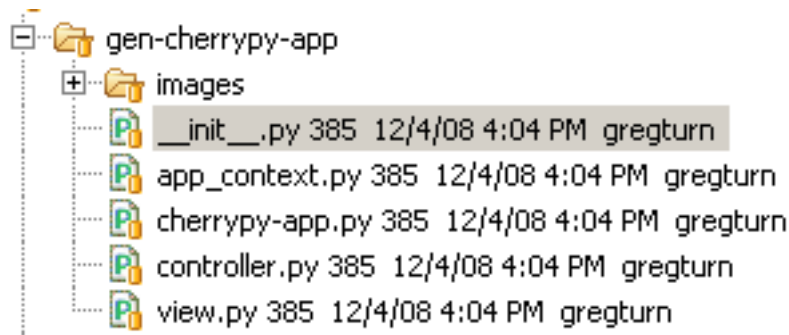 gen-cherrypy-app
images
__init__.py 385 12/4/08 4:04 PM gregturn
app_context.py 385 12/4/08 4:04 PM gregturn
cherrypy-app.py 385 12/4/08 4:04 PM gregturn
controller.py 385 12/4/08 4:04 PM gregturn
view.py 385 12/4/08 4:04 PM gregturn